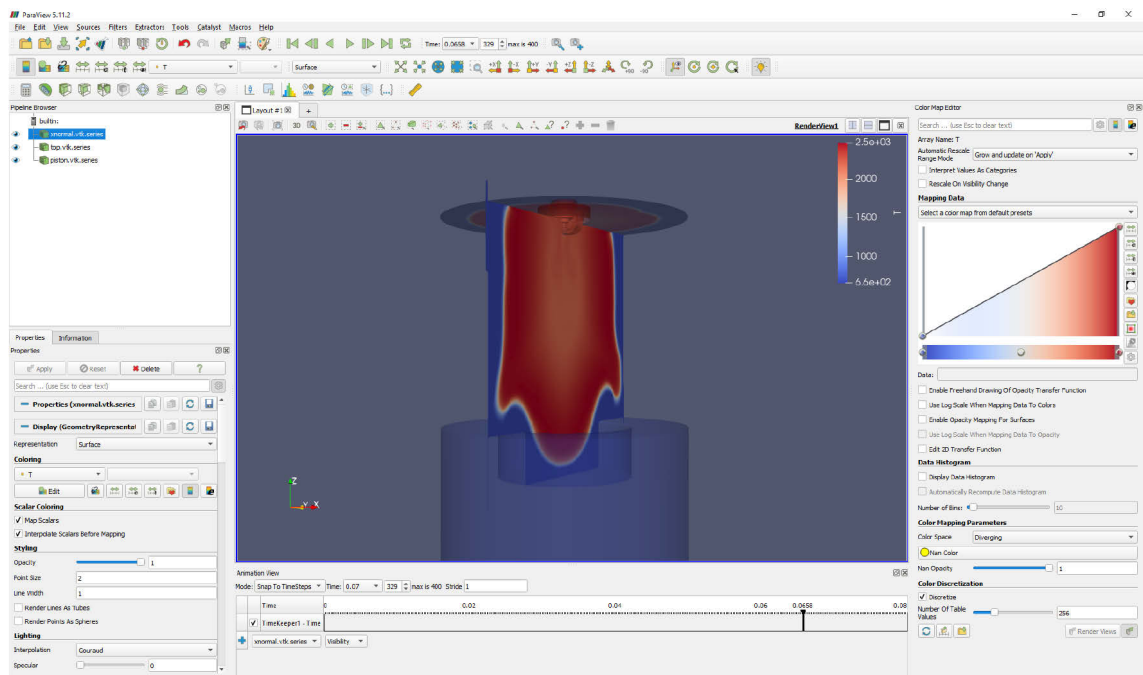 ParaView 5.11.2
File Edit View Sources Filters Extractors Tools Catalyst Macros Help
Time: 0.0658 329 max is 400
T Surface
Pipeline Browser
builtin:
xnormal.vtk.series
top.vtk.series
piston.vtk.series
Properties Information
Properties
Apply Reset Delete ?
Search ... (use Esc to clear text)
Properties (xnormal.vtk.series
Display (GeometryRepresentat
Representation Surface
Coloring
T
Edit
Scalar Coloring
Map Scalars
Interpolate Scalars Before Mapping
Styling
Opacity 1
Point Size 2
Line Width 1
Render Lines As Tubes
Render Points As Spheres
Lighting
Interpolation Gouraud
Specular 0
Layout #1 +
3D RenderView1
2.5e+03
2000
1500
T
1000
6.6e+02
Z
Y X
Animation View
Mode: Snap To TimeSteps Time: 0.07 329 max is 400 Stride 1
Time 0 0.02 0.04 0.06 0.0658 0.08
TimeKeeper1 - Time
xnormal.vtk.series Visibility
Color Map Editor
Search ... (use Esc to clear text)
Array Name: T
Automatic Rescale Range Mode Grow and update on 'Apply'
Interpret Values As Categories
Rescale On Visibility Change
Mapping Data
Select a color map from default presets
Data:
Enable Freehand Drawing Of Opacity Transfer Function
Use Log Scale When Mapping Data To Colors
Enable Opacity Mapping For Surfaces
Use Log Scale When Mapping Data To Opacity
Edit 2D Transfer Function
Data Histogram
Display Data Histogram
Automatically Recompute Data Histogram
Number of Bins: 10
Color Mapping Parameters
Color Space Diverging
Nan Color
Nan Opacity 1
Color Discretization
Discretize
Number Of Table Values 256
Render Views